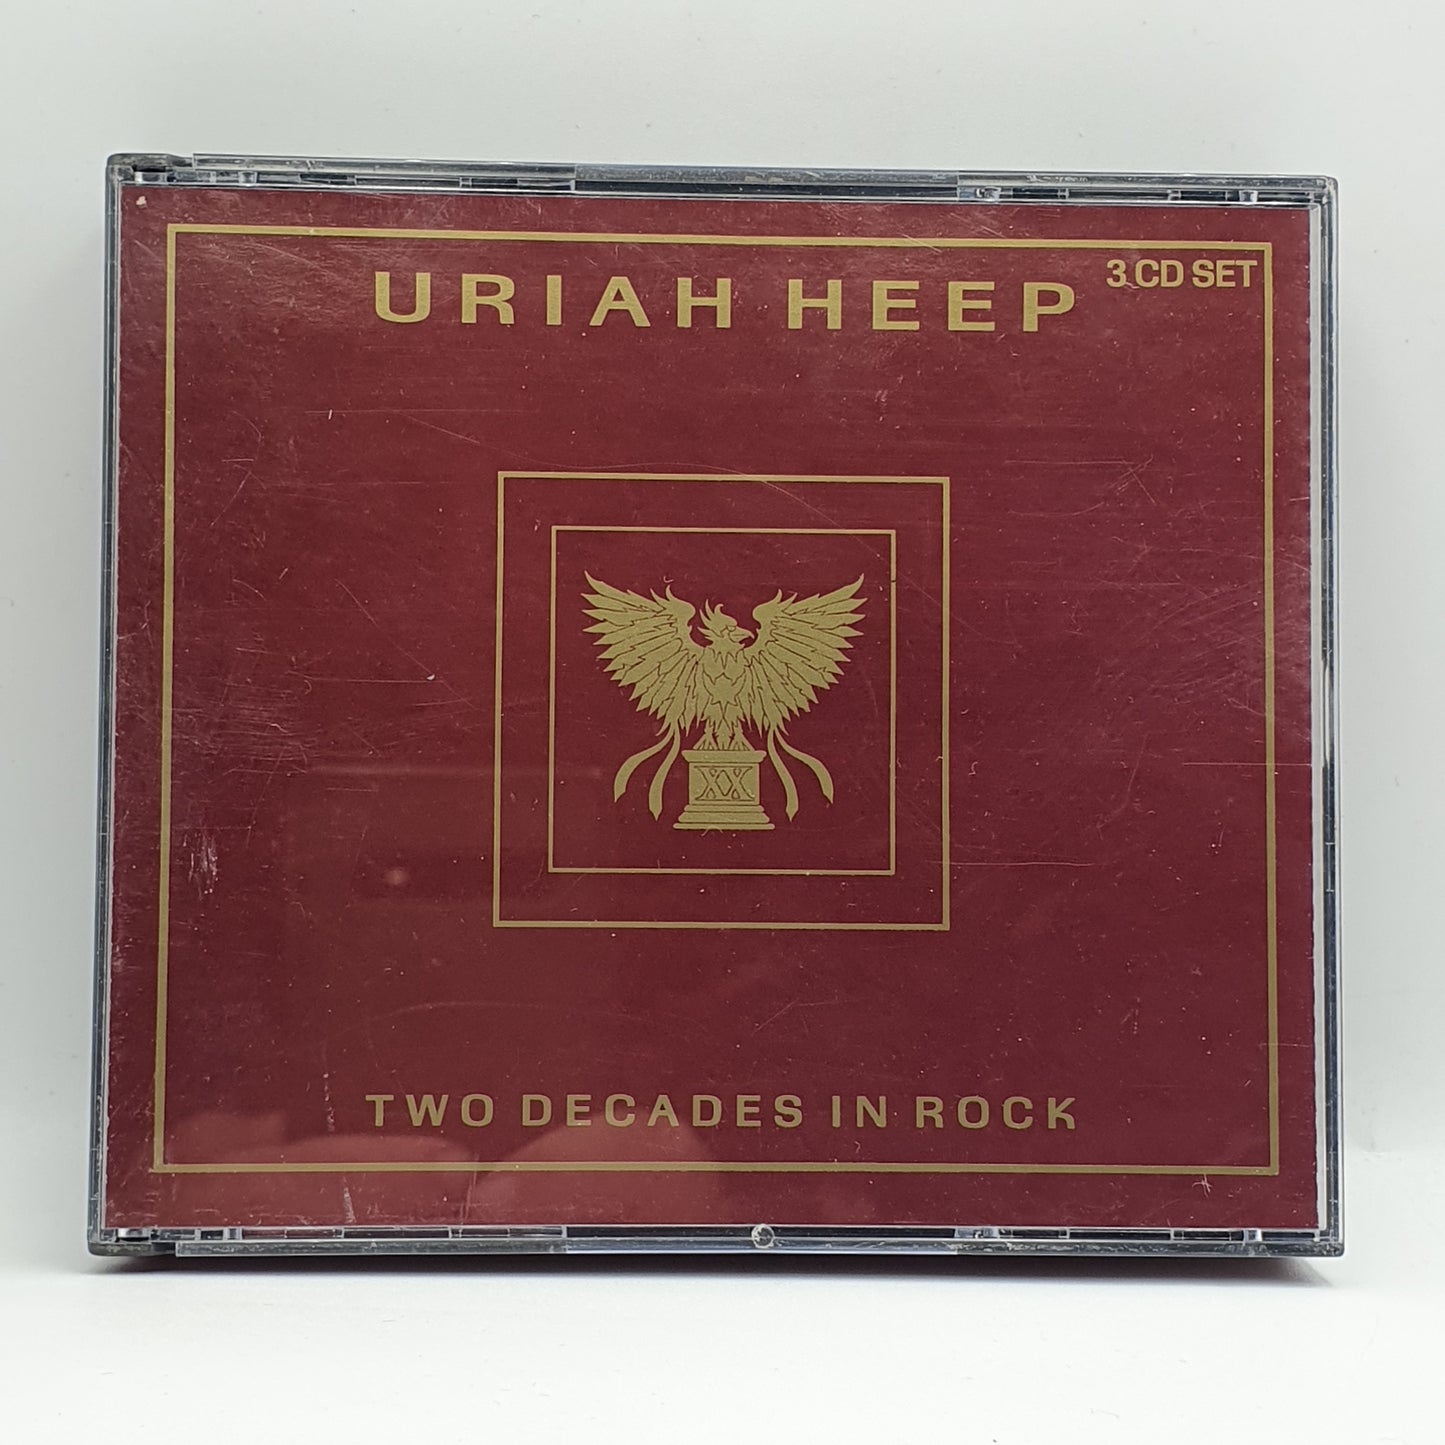 URIAH HEEP
3 CD SET
XX
TWO DECADES IN ROCK